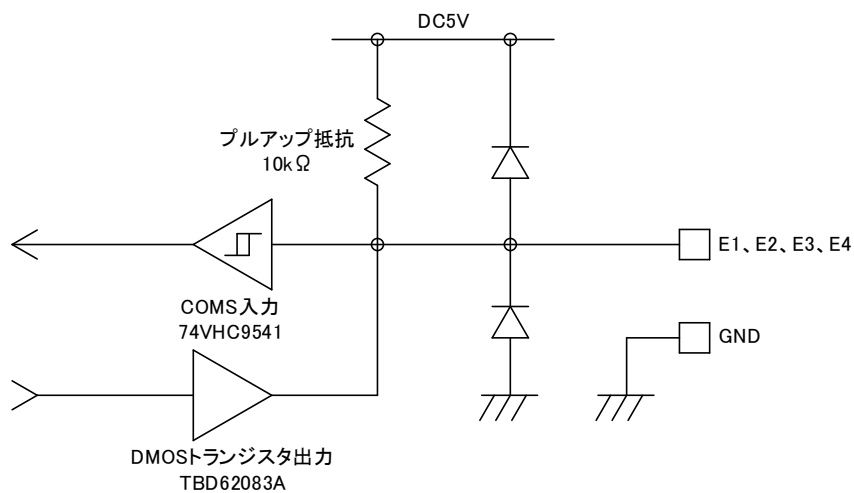 DC5V
プルアップ抵抗
10kΩ
E1、E2、E3、E4
COMS入力
74VHC9541
GND
DMOSトランジスタ出力
TBD62083A